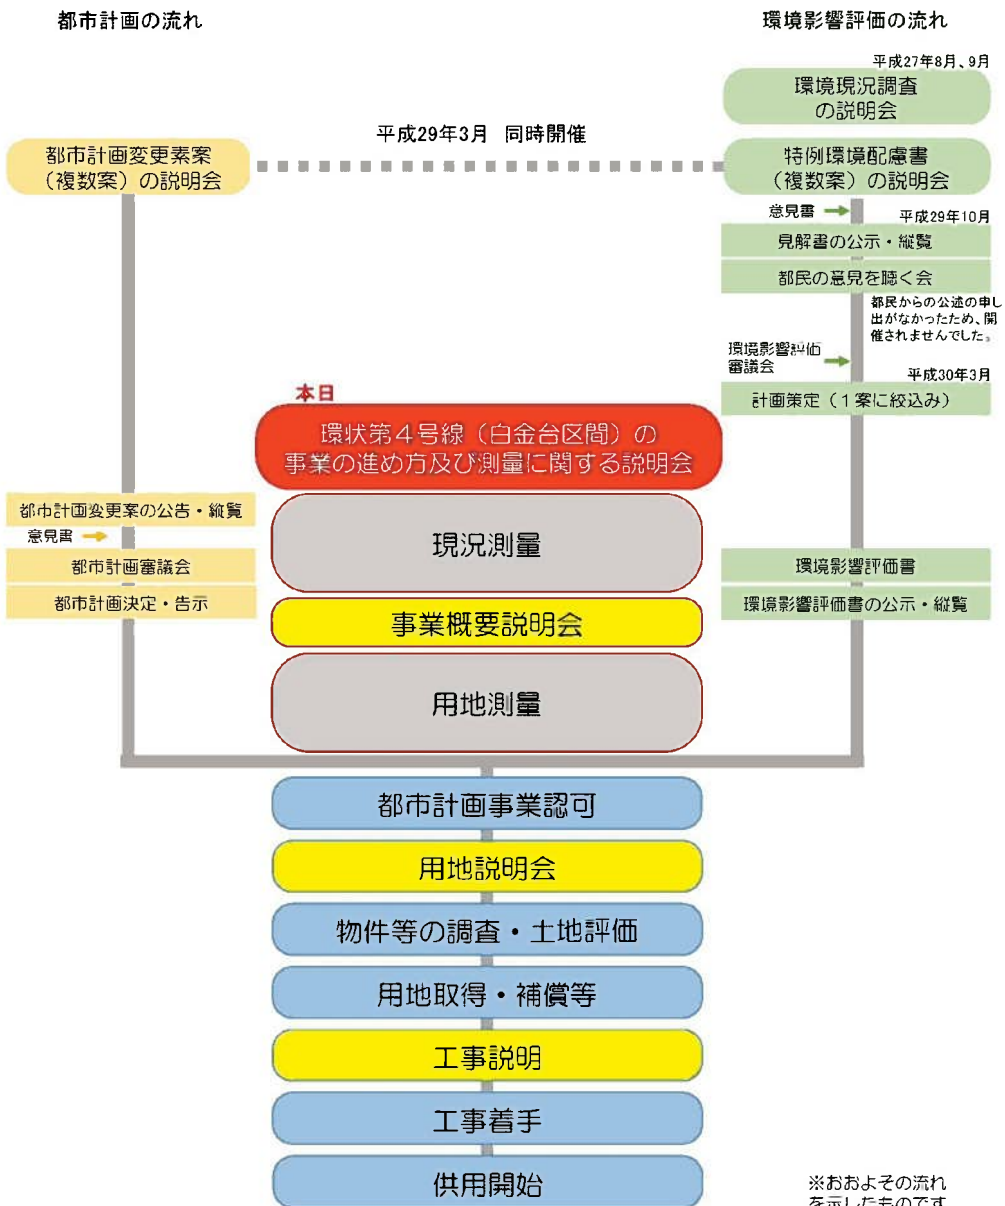 都市計画の流れ
環境影響評価の流れ
平成27年8月、9月
環境現況調査
の説明会
平成29年3月 同時開催
都市計画変更素案
（複数案）の説明会
特例環境配慮書
（複数案）の説明会
意見書
平成29年10月
見解書の公示・縦覧
都民の意見を聴く会
都民からの公述の申し
出がなかったため、開
催されませんでした。
環境影響評価
審議会
平成30年3月
計画策定（１案に絞込み）
本日
環状第４号線（白金台区間）の
事業の進め方及び測量に関する説明会
都市計画変更案の公告・縦覧
意見書
現況測量
都市計画審議会
環境影響評価書
都市計画決定・告示
事業概要説明会
環境影響評価書の公示・縦覧
用地測量
都市計画事業認可
用地説明会
物件等の調査・土地評価
用地取得・補償等
工事説明
工事着手
供用開始
※おおよその流れ
を示したものです